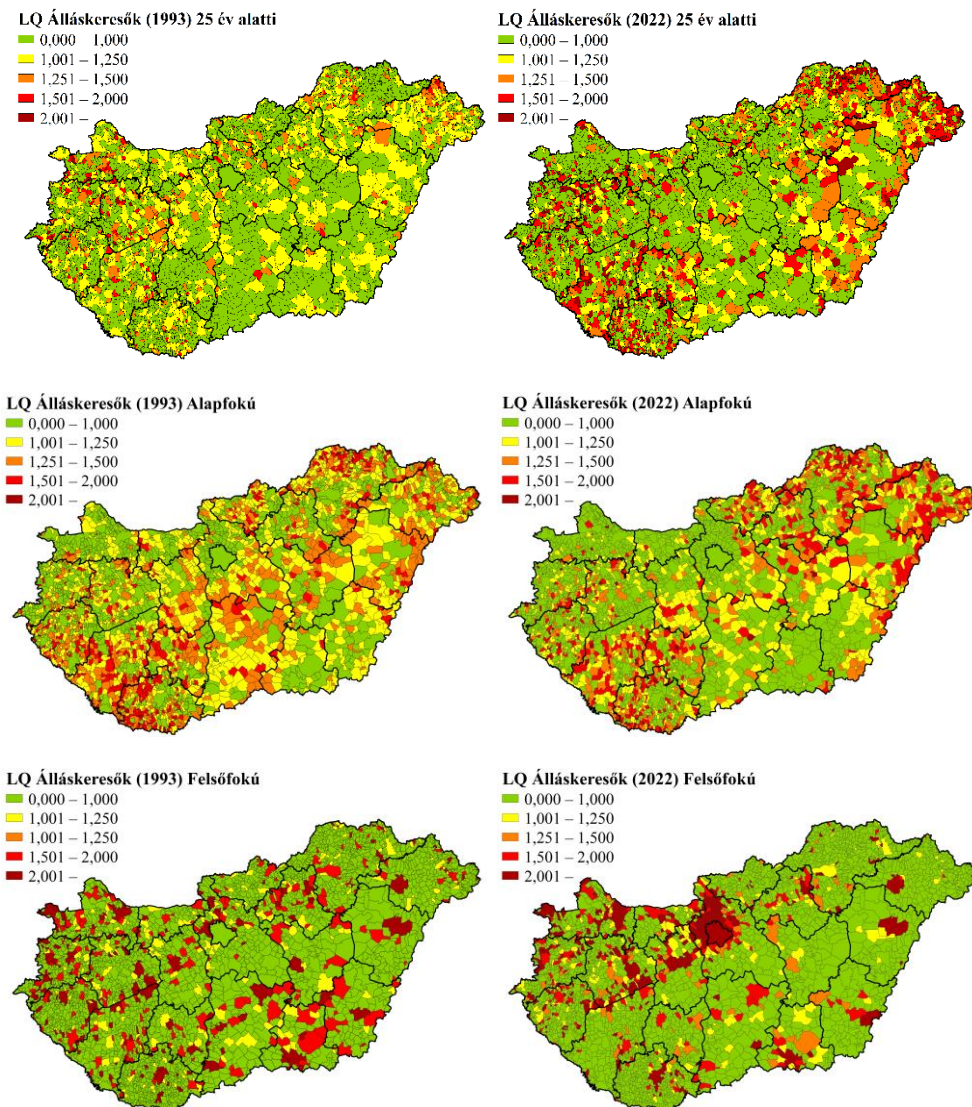 LQ Álláskeresők (1993) 25 év alatti
0,000 – 1,000
1,001 – 1,250
1,251 – 1,500
1,501 – 2,000
2,001 –
LQ Álláskeresők (2022) 25 év alatti
0,000 – 1,000
1,001 – 1,250
1,251 – 1,500
1,501 – 2,000
2,001 –
LQ Álláskeresők (1993) Alapfokú
0,000 – 1,000
1,001 – 1,250
1,251 – 1,500
1,501 – 2,000
2,001 –
LQ Álláskeresők (2022) Alapfokú
0,000 – 1,000
1,001 – 1,250
1,251 – 1,500
1,501 – 2,000
2,001 –
LQ Álláskeresők (1993) Felsőfokú
0,000 – 1,000
1,001 – 1,250
1,001 – 1,250
1,501 – 2,000
2,001 –
LQ Álláskeresők (2022) Felsőfokú
0,000 – 1,000
1,001 – 1,250
1,251 – 1,500
1,501 – 2,000
2,001 –